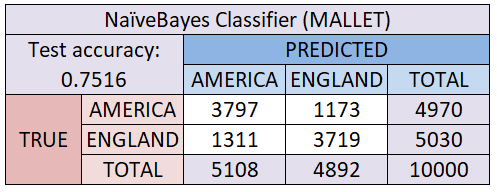 NaïveBayes Classifier (MALLET)
Test accuracy: PREDICTED
0.7516 AMERICA ENGLAND TOTAL
TRUE AMERICA 3797 1173 4970
ENGLAND 1311 3719 5030
TOTAL 5108 4892 10000